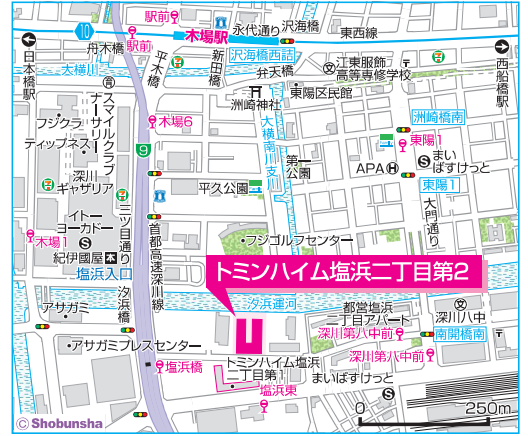 駅前
駅前
10
木場駅
永代通り
沢海橋
東西線
日本橋駅
舟木橋
大横川
平木橋
新田橋
沢海橋西詰
弁天橋
江東服飾
高等専修学校
西船橋駅
洲崎神社
東陽区民館
スマイルクラブ
ナーサリー
フジクラ
ティップネス
木場6
9
大横南川支川
洲崎橋南
東陽1
第一
公園
APA
まい
ばすけっと
東陽1
深川
ギャザリア
平久公園
大門通り
三ツ目通り
イトー
ヨーカドー
木場1
紀伊國屋
塩浜入口
首都高速深川線
フジゴルフセンター
トミンハイム塩浜二丁目第2
汐浜運河
汐浜橋
アサガミ
都営塩浜
二丁目アパート
深川八中
深川第八中前
南開橋南
アサガミプレスセンター
塩浜橋
トミンハイム塩浜
二丁目第1
深川第八中前
塩浜東
まいばすけっと
0
250m
© Shobunsha